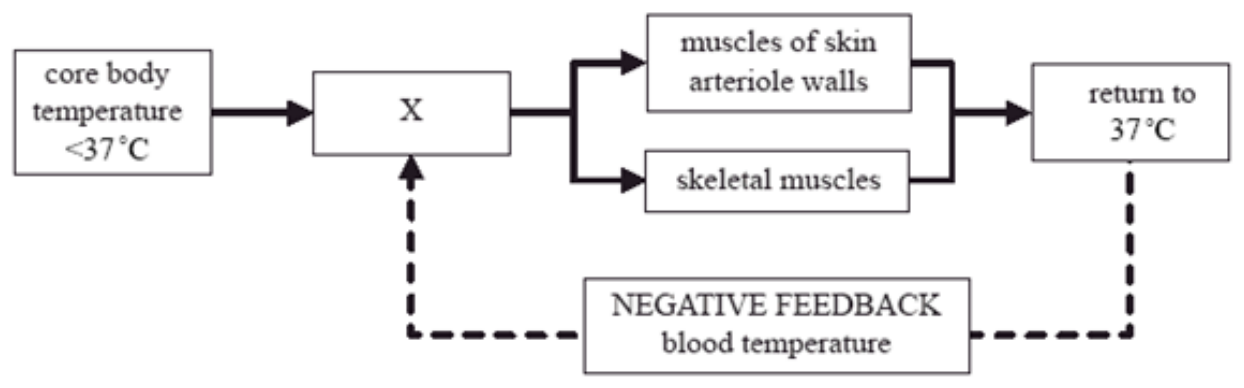 core body
temperature
<37°C
X
muscles of skin
arteriole walls
skeletal muscles
return to
37°C
NEGATIVE FEEDBACK
blood temperature